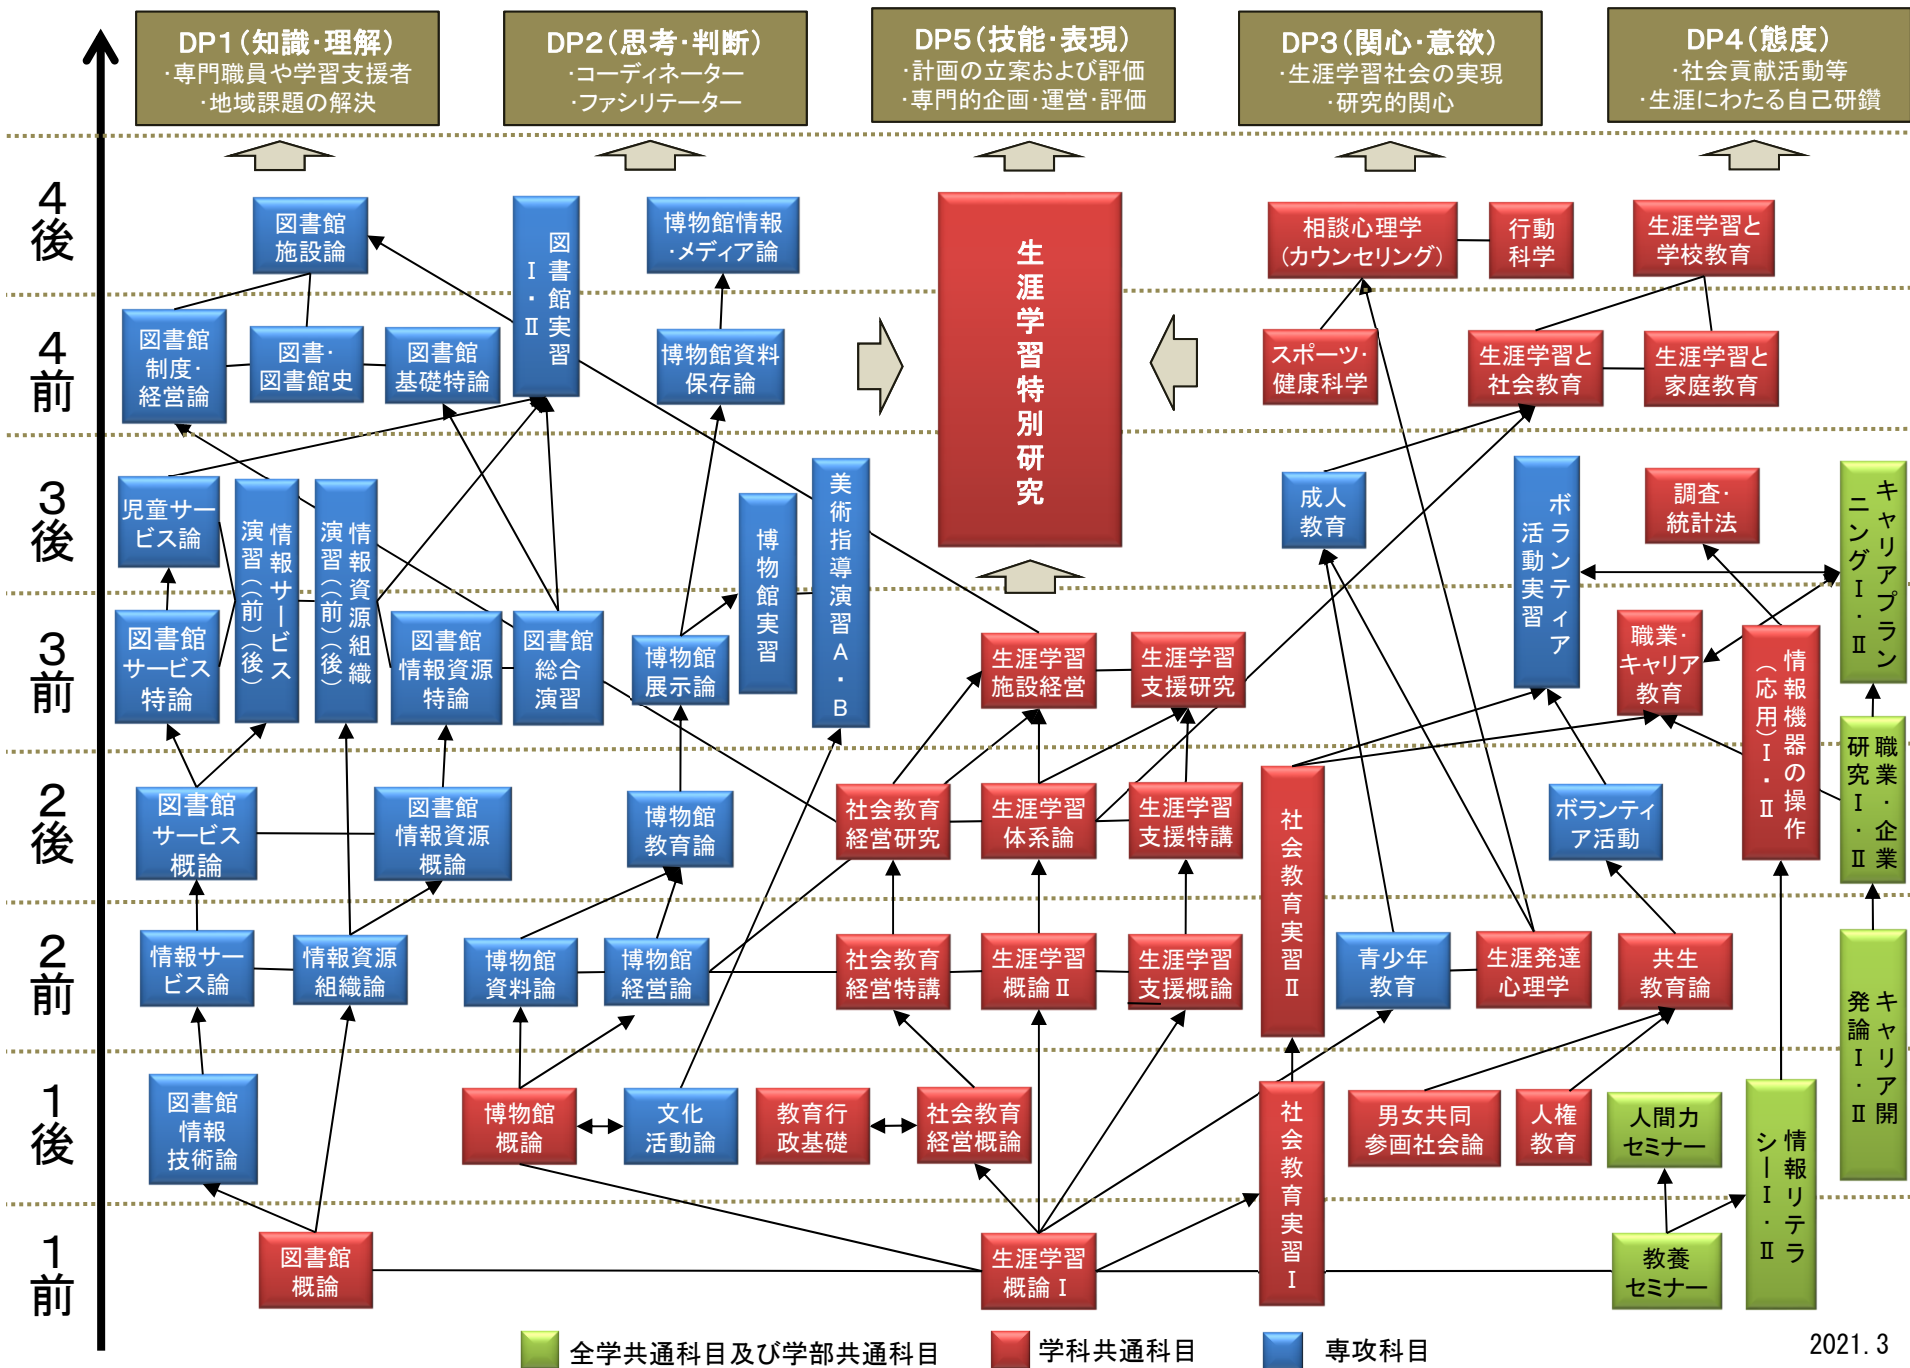 DP1(知識・理解)
・専門職員や学習支援者
・地域課題の解決
DP2(思考・判断)
・コーディネーター
・ファシリテーター
DP5(技能・表現)
・計画の立案および評価
・専門的企画・運営・評価
DP3(関心・意欲)
・生涯学習社会の実現
・研究的関心
DP4(態度)
・社会貢献活動等
・生涯にわたる自己研鑽
4後
図書館
施設論
図書館実習
Ⅰ・Ⅱ
博物館情報
・メディア論
生涯学習特別研究
相談心理学
(カウンセリング)
行動
科学
生涯学習と
学校教育
4前
図書館
制度・
経営論
図書・
図書館史
図書館
基礎特論
博物館資料
保存論
スポーツ・
健康科学
生涯学習と
社会教育
生涯学習と
家庭教育
3後
児童サー
ビス論
情報サービス
演習(前)(後)
情報資源組織
演習(前)(後)
博物館実習
美術指導演習A・B
成人
教育
ボランティア
活動実習
調査・
統計法
キャリアプラン
ニングⅠ・Ⅱ
3前
図書館
サービス
特論
図書館
情報資源
特論
図書館
総合
演習
博物館
展示論
生涯学習
施設経営
生涯学習
支援研究
職業・
キャリア
教育
情報機器の操作
(応用)Ⅰ・Ⅱ
2後
図書館
サービス
概論
図書館
情報資源
概論
博物館
教育論
社会教育
経営研究
生涯学習
体系論
生涯学習
支援特講
社会教育実習Ⅱ
ボランティ
ア活動
職業・企業
研究Ⅰ・Ⅱ
2前
情報サー
ビス論
情報資源
組織論
博物館
資料論
博物館
経営論
社会教育
経営特講
生涯学習
概論Ⅱ
生涯学習
支援概論
青少年
教育
生涯発達
心理学
共生
教育論
キャリア開
発論Ⅰ・Ⅱ
1後
図書館
情報
技術論
博物館
概論
文化
活動論
教育行
政基礎
社会教育
経営概論
社会教育実習Ⅰ
男女共同
参画社会論
人権
教育
人間力
セミナー
情報リテラ
シーⅠ・Ⅱ
1前
図書館
概論
生涯学習
概論Ⅰ
教養
セミナー
全学共通科目及び学部共通科目
学科共通科目
専攻科目
2021.3